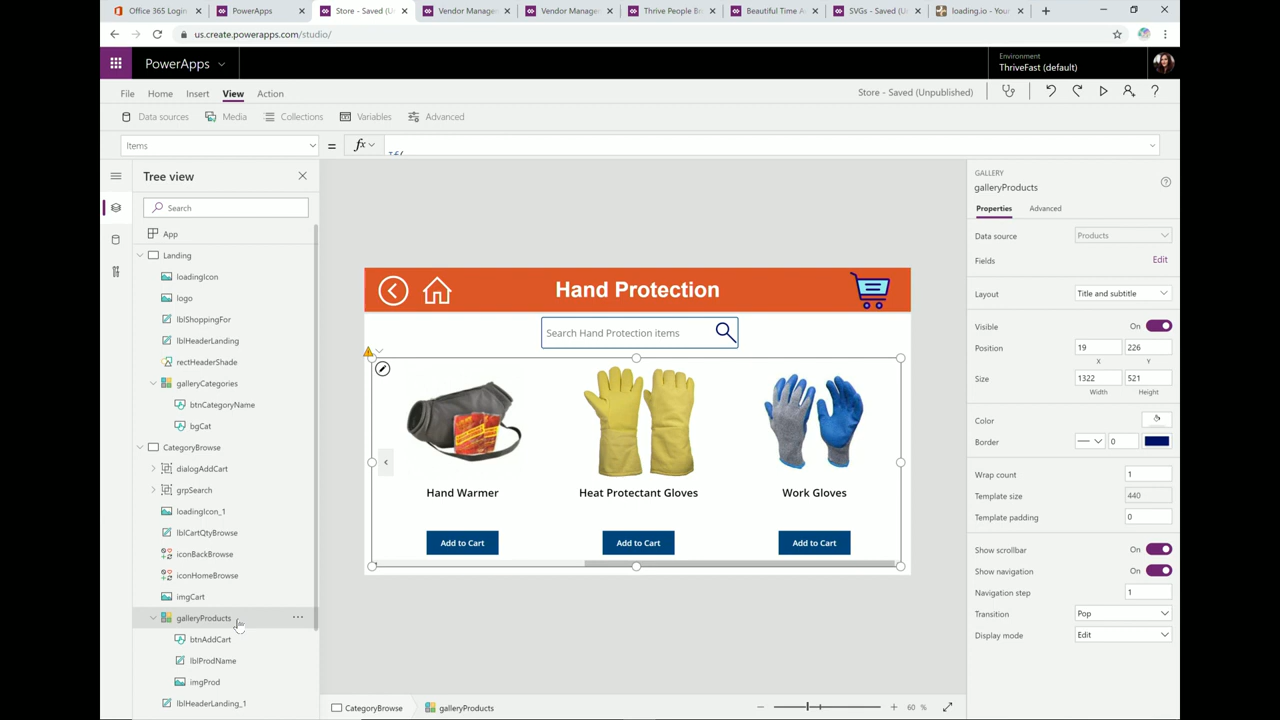 Office 365 Login
PowerApps
Store - Saved (U
Vendor Manage
Vendor Manage
Thrive People B
Beautiful Time A
SVGs - Saved (U
loading.io - Your
us.create.powerapps.com/studio/
PowerApps
Environment
ThriveFast (default)
File
Home
Insert
View
Action
Store - Saved (Unpublished)
Data sources
Media
Collections
Variables
Advanced
Items
=
fx
If(
Tree view
Search
App
Landing
loadingIcon
logo
lblShoppingFor
lblHeaderLanding
rectHeaderShade
galleryCategories
btnCategoryName
bgCat
CategoryBrowse
dialogAddCart
grpSearch
loadingIcon_1
lblCartQtyBrowse
iconBackBrowse
iconHomeBrowse
imgCart
galleryProducts
btnAddCart
lblProdName
imgProd
lblHeaderLanding_1
Hand Protection
Search Hand Protection items
Hand Warmer
Heat Protectant Gloves
Work Gloves
Add to Cart
Add to Cart
Add to Cart
CategoryBrowse
galleryProducts
60 %
GALLERY
galleryProducts
Properties
Advanced
Data source
Products
Fields
Edit
Layout
Title and subtitle
Visible
On
Position
19
226
X
Y
Size
1322
521
Width
Height
Color
Border
0
Wrap count
1
Template size
440
Template padding
0
Show scrollbar
On
Show navigation
On
Navigation step
1
Transition
Pop
Display mode
Edit